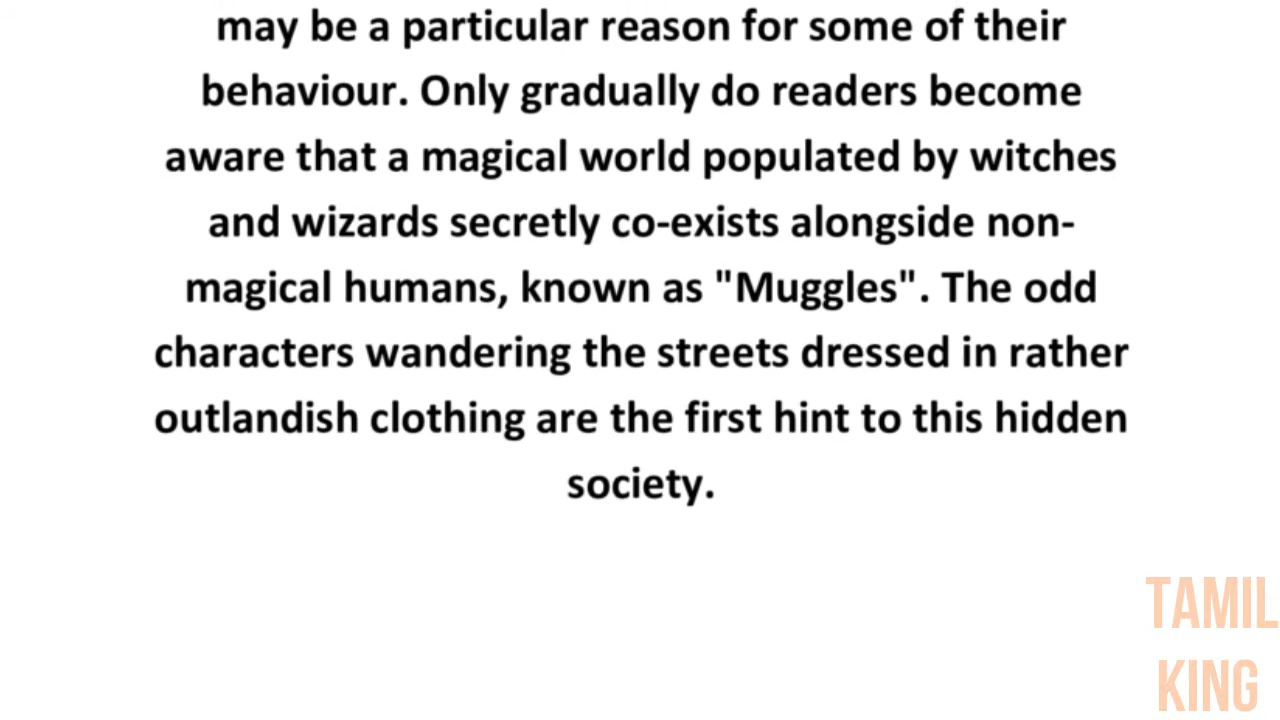 may be a particular reason for some of their
behaviour. Only gradually do readers become
aware that a magical world populated by witches
and wizards secretly co-exists alongside non-
magical humans, known as "Muggles". The odd
characters wandering the streets dressed in rather
outlandish clothing are the first hint to this hidden
society.
TAMIL
KING